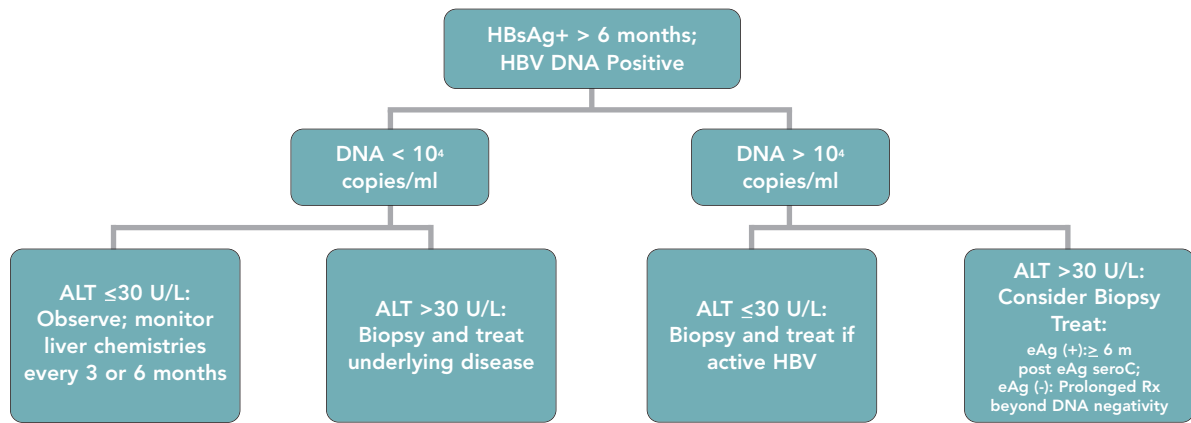 HBsAg+ > 6 months;
HBV DNA Positive
DNA < 10⁴
copies/ml
DNA > 10⁴
copies/ml
ALT ≤30 U/L:
Observe; monitor
liver chemistries
every 3 or 6 months
ALT >30 U/L:
Biopsy and treat
underlying disease
ALT ≤30 U/L:
Biopsy and treat if
active HBV
ALT >30 U/L:
Consider Biopsy
Treat:
eAg (+):≥ 6 m
post eAg seroC;
eAg (-): Prolonged Rx
beyond DNA negativity